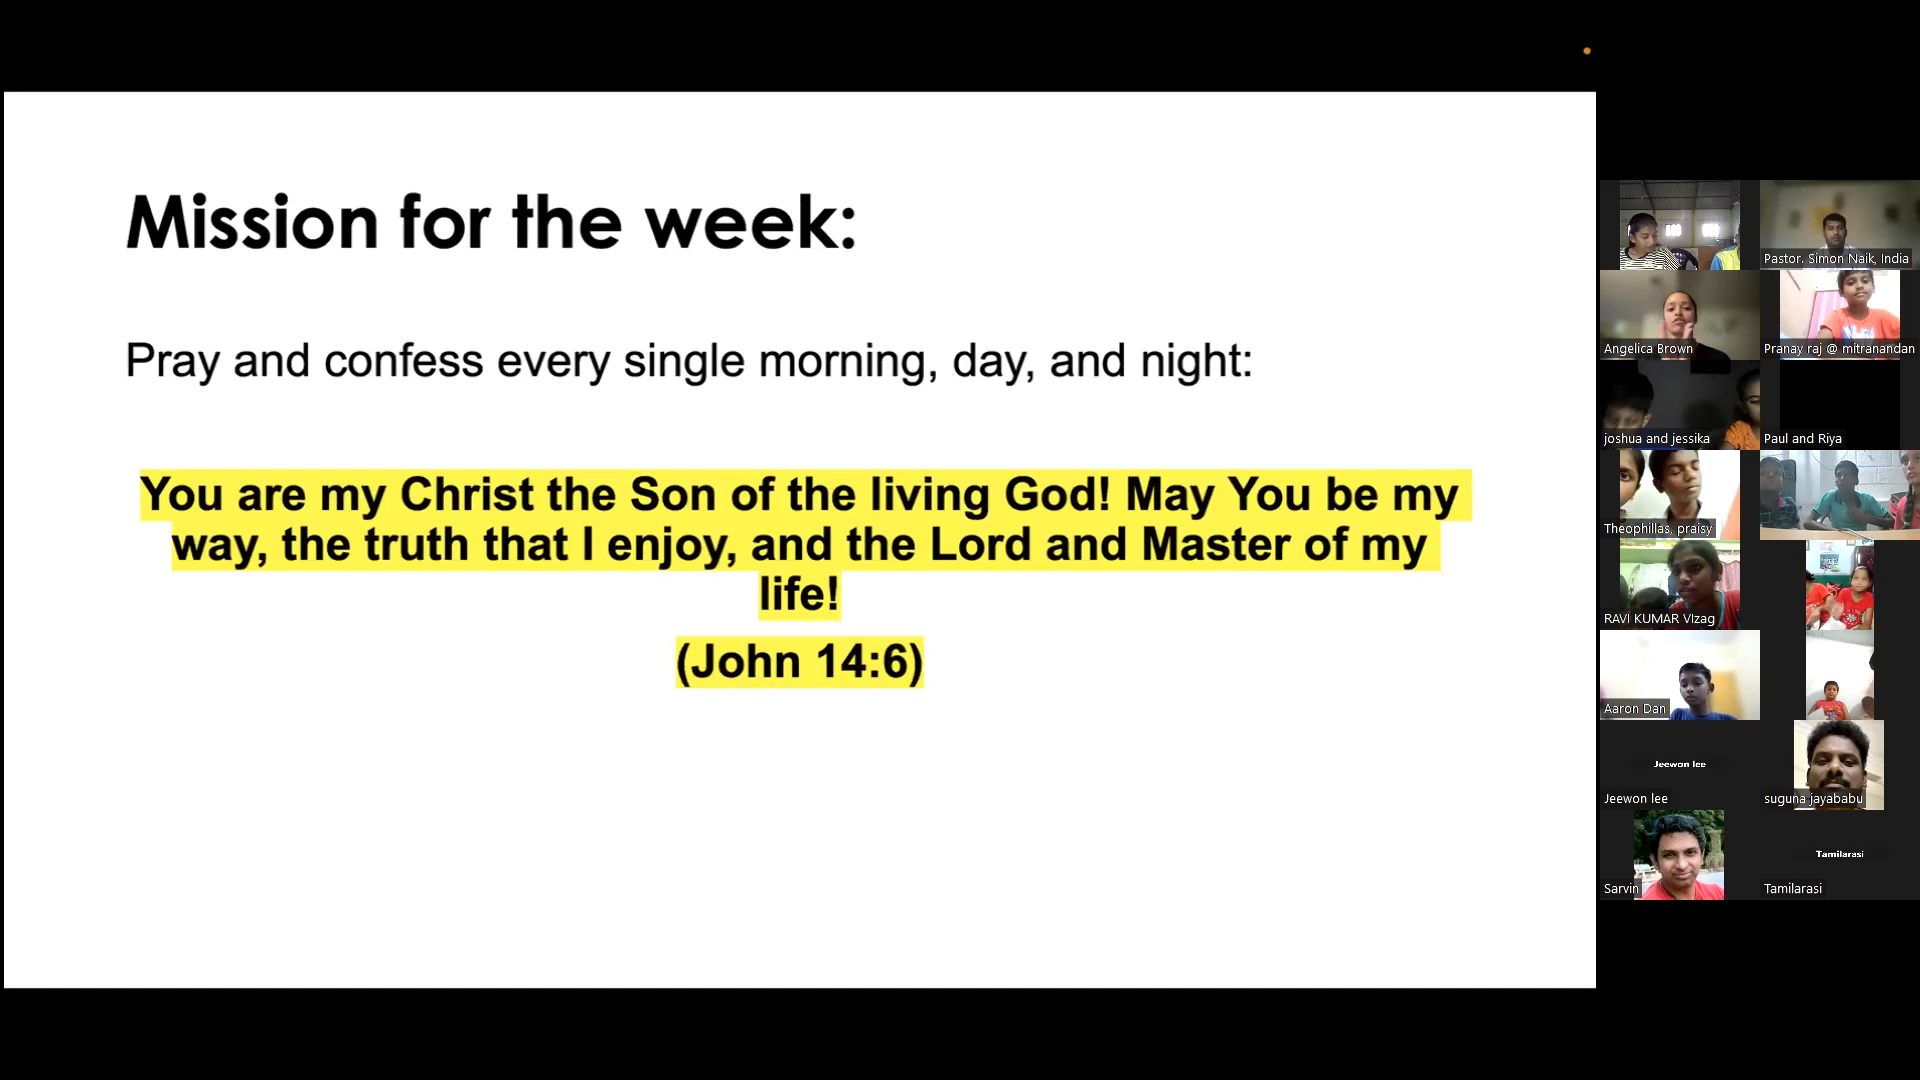 Mission for the week:
Pray and confess every single morning, day, and night:
You are my Christ the Son of the living God! May You be my
way, the truth that I enjoy, and the Lord and Master of my
life!
(John 14:6)
Pastor. Simon Naik, India
Angelica Brown
Pranay raj @ mitranandan
joshua and jessika
Paul and Riya
Theophillas, praisy
RAVI KUMAR VIzag
Aaron Dan
Jeewon lee
Jeewon lee
suguna jayababu
Sarvin
Tamilarasi
Tamilarasi